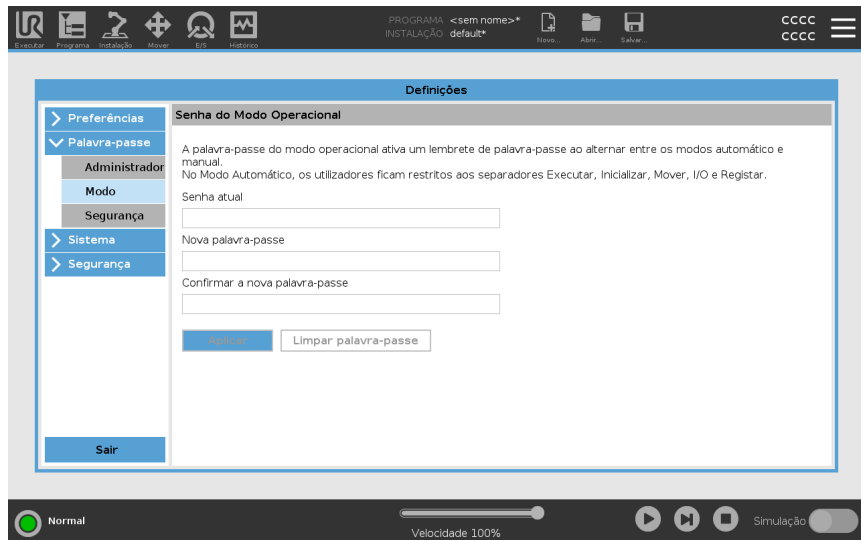 PROGRAMA <sem nome>*
INSTALAÇÃO default*
CCCC
CCCC
Executar Programa Instalação Mover E/S Histórico Novo... Abrir... Salvar...
Definições
Preferências
Palavra-passe
Administrador
Modo
Segurança
Sistema
Segurança
Sair
Senha do Modo Operacional
A palavra-passe do modo operacional ativa um lembrete de palavra-passe ao alternar entre os modos automático e
manual.
No Modo Automático, os utilizadores ficam restritos aos separadores Executar, Inicializar, Mover, I/O e Registar.
Senha atual
Nova palavra-passe
Confirmar a nova palavra-passe
Aplicar Limpar palavra-passe
Normal
Velocidade 100%
Simulação